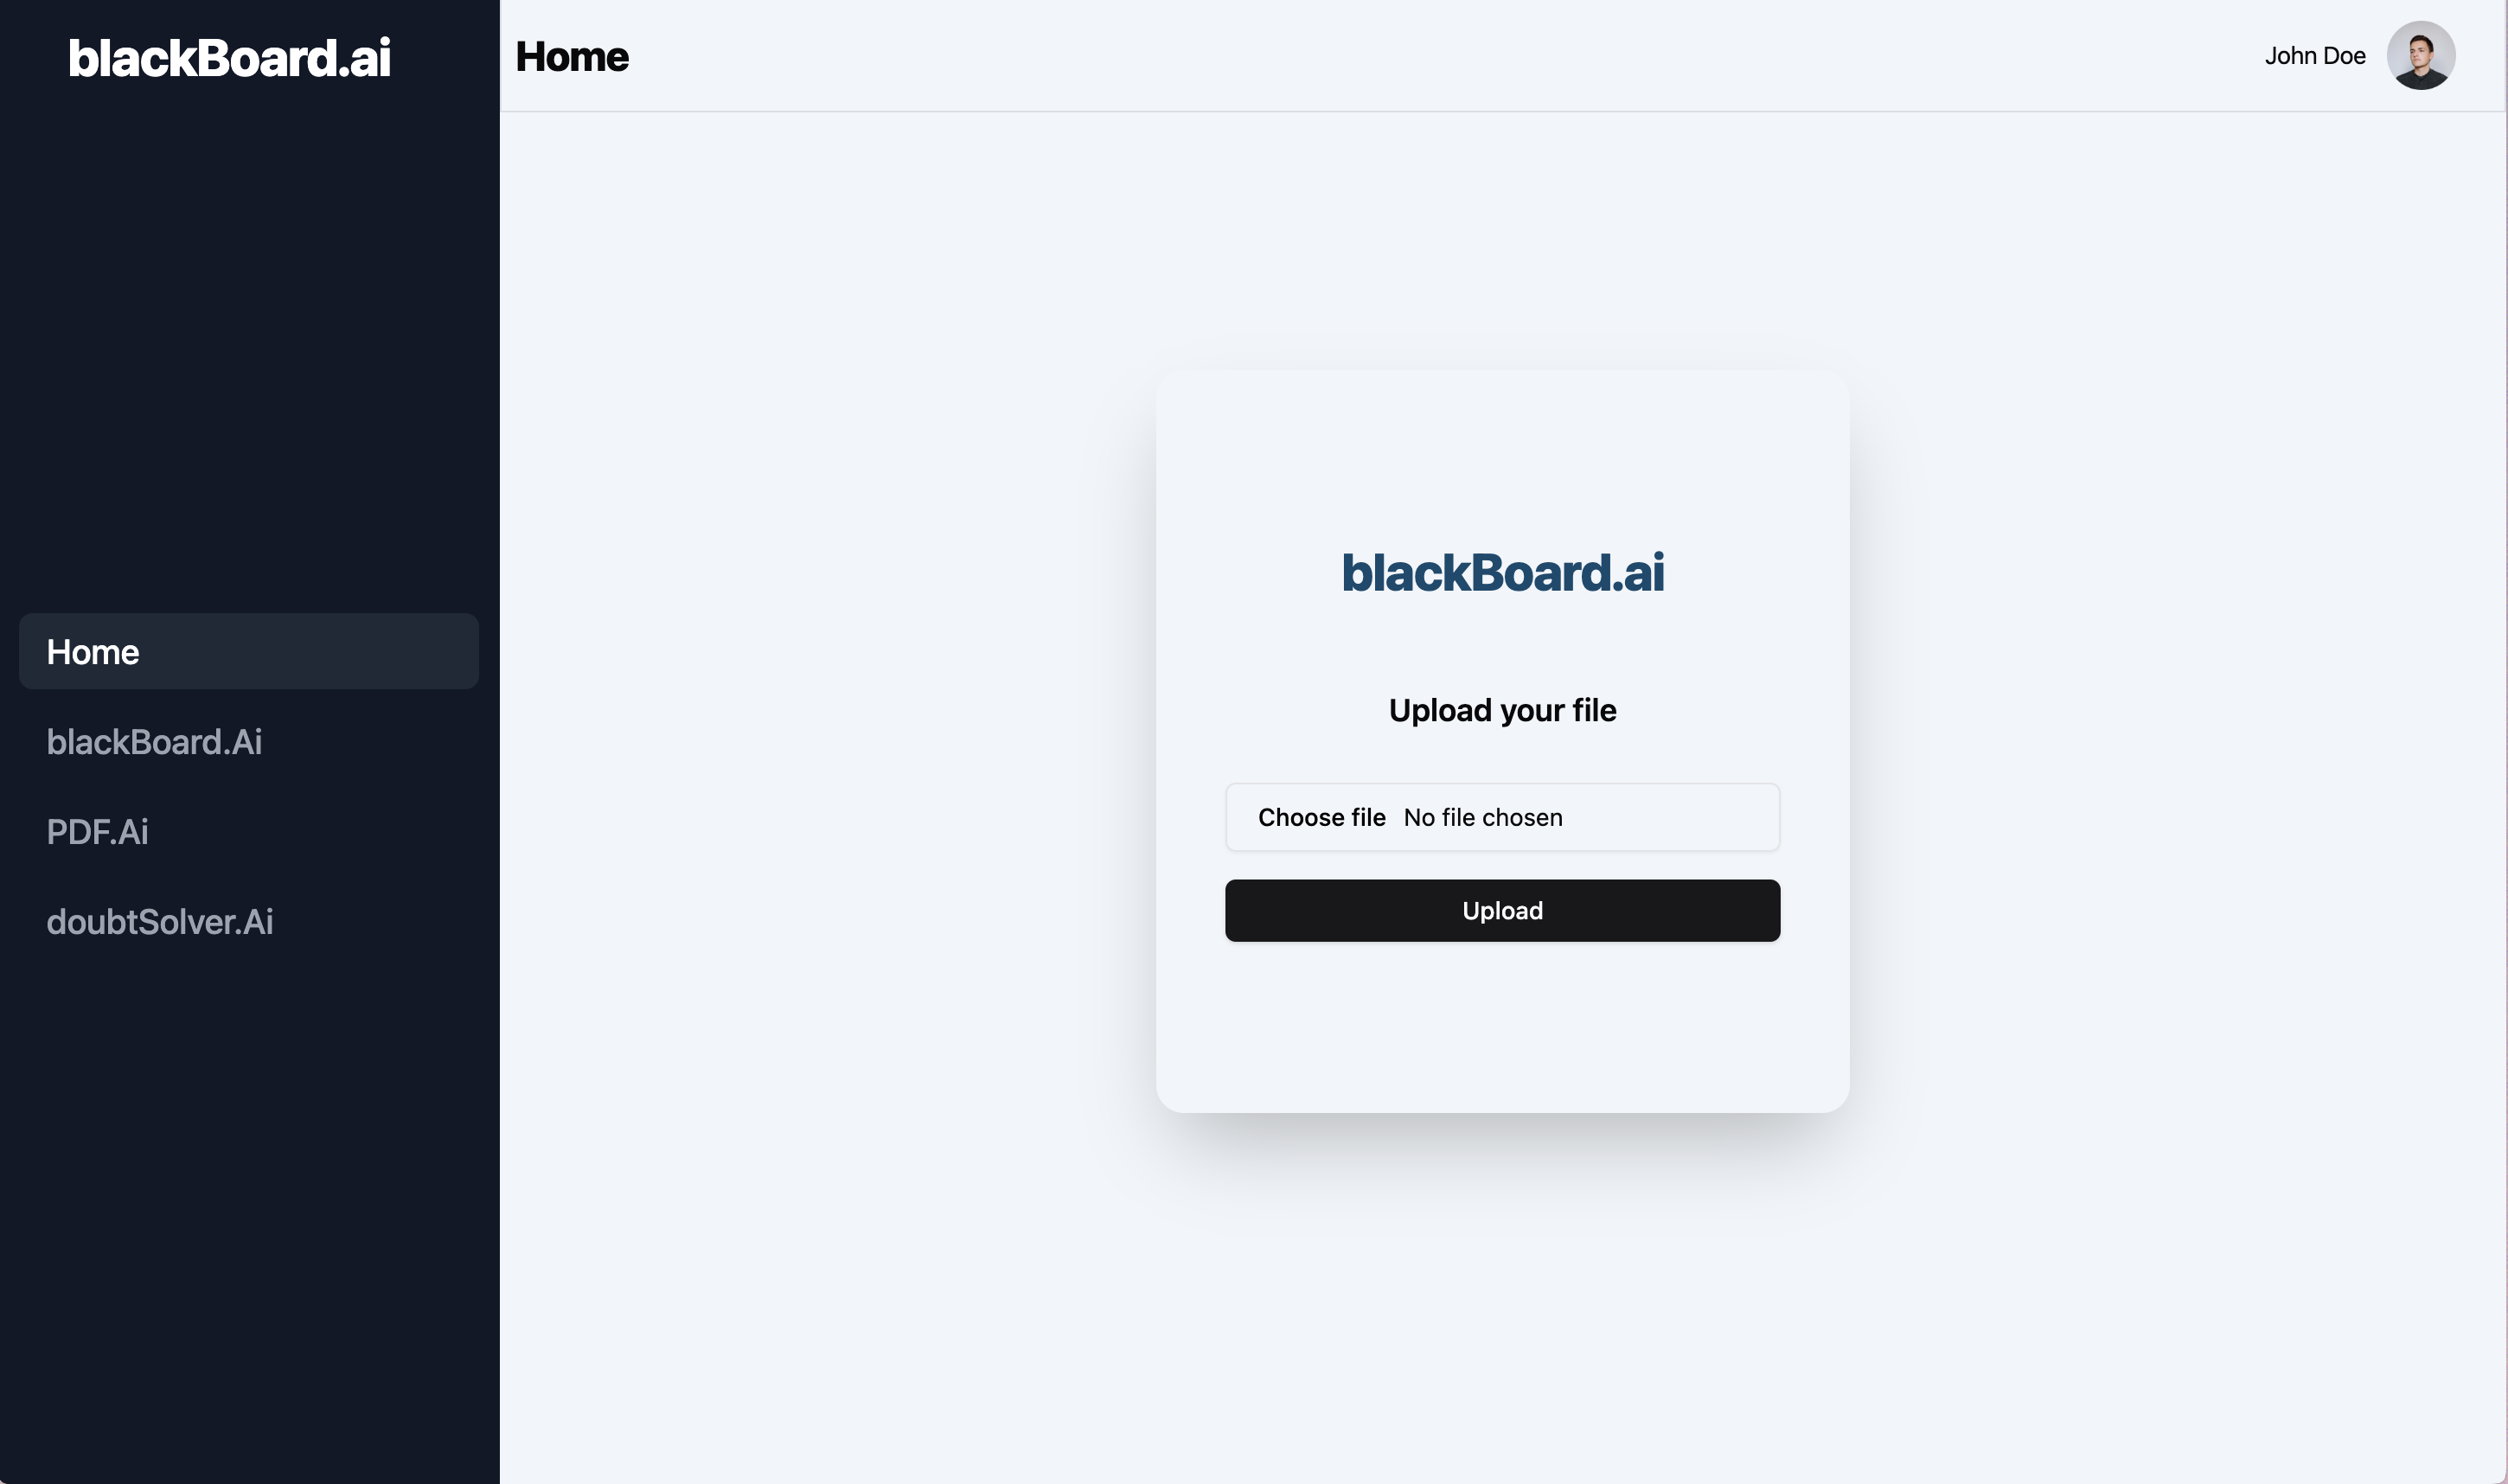 blackBoard.ai
Home
John Doe
Home
blackBoard.Ai
PDF.Ai
doubtSolver.Ai
blackBoard.ai
Upload your file
Choose file No file chosen
Upload